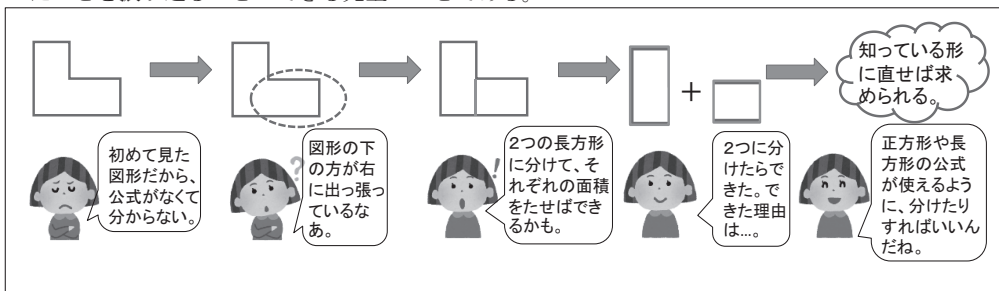 知っている形
に直せば求
められる。
初めて見た
図形だから、
公式がなくて
分からない。
?
図形の下
の方が右
に出っ張っ
ているな
あ。
!
2つの長方形
に分けて、そ
れぞれの面積
をたせばでき
るかも。
+
2つに分
けたらで
きた。で
きた理由
は…。
正方形や長
方形の公式
が使えるよう
に、分けたり
すればいいん
だね。